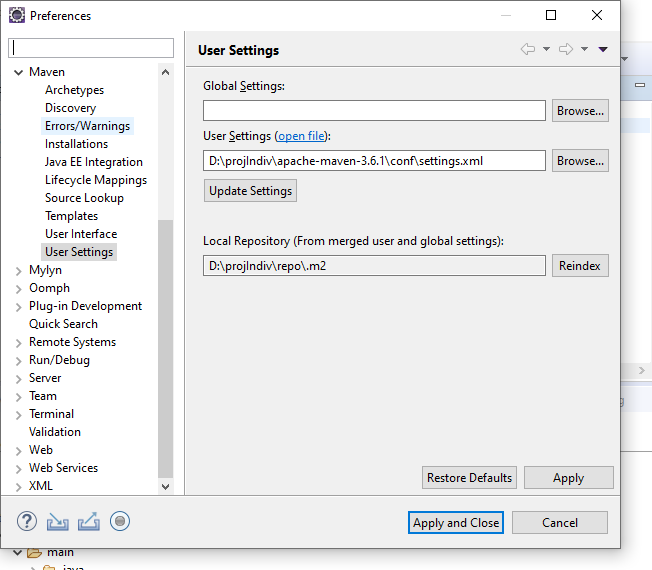 Preferences
User Settings
Maven
Archetypes
Discovery
Errors/Warnings
Installations
Java EE Integration
Lifecycle Mappings
Source Lookup
Templates
User Interface
User Settings
Mylyn
Oomph
Plug-in Development
Quick Search
Remote Systems
Run/Debug
Server
Team
Terminal
Validation
Web
Web Services
XML
Global Settings:
Browse...
User Settings (open file):
D:\projIndiv\apache-maven-3.6.1\conf\settings.xml
Browse...
Update Settings
Local Repository (From merged user and global settings):
D:\projIndiv\repo\.m2
Reindex
Restore Defaults
Apply
Apply and Close
Cancel
main